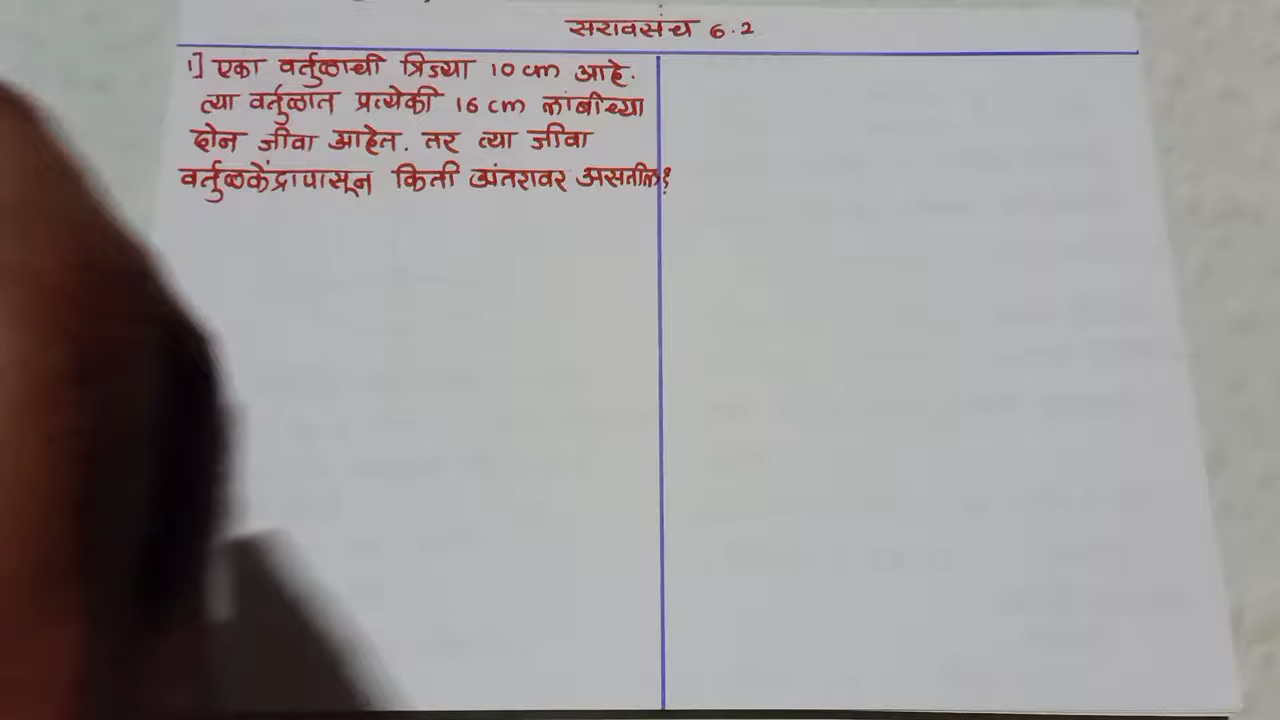 सरावसंच 6.2
1] एका वर्तुळाची त्रिज्या 10 cm आहे.
त्या वर्तुळात प्रत्येकी 16 cm लांबीच्या
दोन जीवा आहेत. तर त्या जीवा
वर्तुळकेंद्रापासून किती अंतरावर असतील?